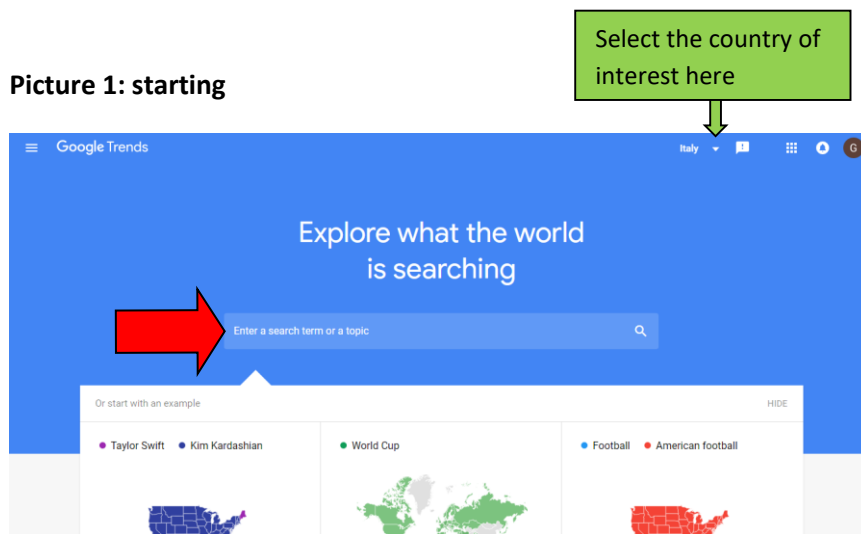 Select the country of
interest here
Picture 1: starting
Google Trends
Italy
G
Explore what the world
is searching
Enter a search term or a topic
Or start with an example
HIDE
Taylor Swift Kim Kardashian
World Cup
Football American football